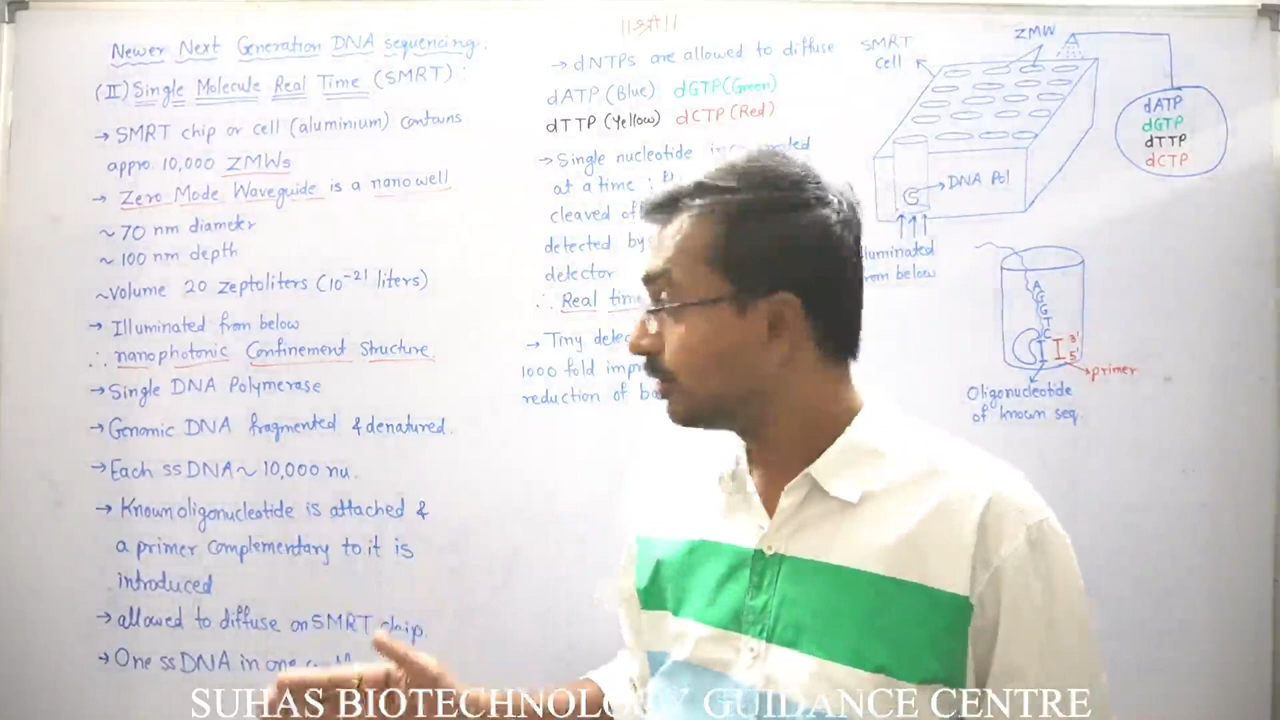 ||श्री||
Newer Next Generation DNA sequencing:
(II) Single Molecule Real Time (SMRT):
→ SMRT chip or cell (aluminium) contains
appro 10,000 ZMWs
→ Zero Mode Waveguide is a nanowell
~ 70 nm diameter
~ 100 nm depth
~Volume 20 zeptoliters (10⁻²¹ liters)
→ Illuminated from below
∴ nanophotonic Confinement Structure
→ Single DNA Polymerase
→ Genomic DNA fragmented & denatured.
→ Each ssDNA ~ 10,000 nu.
→ Known oligonucleotide is attached &
a primer complementary to it is
introduced
→ allowed to diffuse on SMRT chip.
→ One ssDNA in one
→ dNTPs are allowed to diffuse
dATP (Blue) dGTP (Green)
dTTP (Yellow) dCTP (Red)
→ Single nucleotide
at a time
cleaved
detected by
detector
∴ Real time
→ Tiny
1000 fold
reduction of
SMRT
cell
ZMW
dATP
dGTP
dTTP
dCTP
DNA Pol
from below
A
G
G
T
C
3'
5'
primer
Oligonucleotide
of known seq.
SUHAS BIOTECHNOLOGY GUIDANCE CENTRE